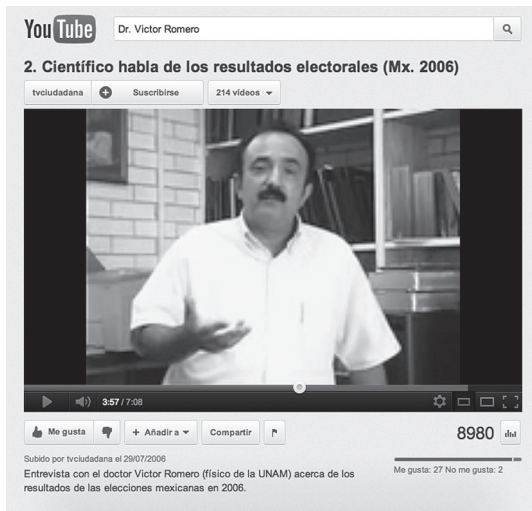 YouTube
Dr. Victor Romero
2. Científico habla de los resultados electorales (Mx. 2006)
tvciudadana
Suscribirse
214 vídeos
3:57 / 7:08
Me gusta
+ Añadir a
Compartir
8980
Subido por tvciudadana el 29/07/2006
Entrevista con el doctor Victor Romero (físico de la UNAM) acerca de los
resultados de las elecciones mexicanas en 2006.
Me gusta: 27 No me gusta: 2